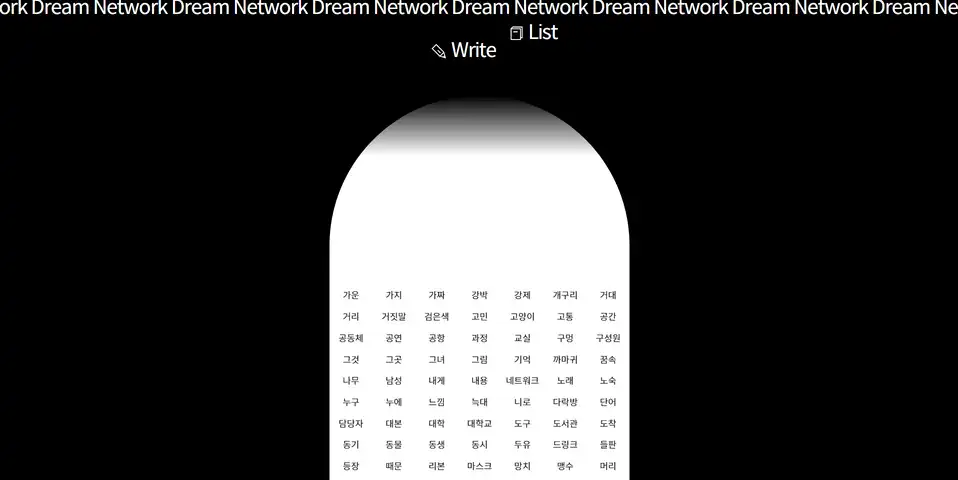 ork Dream Network Dream Network Dream Network Dream Network Dream Network Dream Network Dream Ne
List
Write
가운 가지 가짜 강박 강제 개구리 거대
거리 거짓말 검은색 고민 고양이 고통 공간
공동체 공연 공항 과정 교실 구멍 구성원
그것 그곳 그녀 그림 기억 까마귀 꿈속
나무 남성 내게 내용 네트워크 노래 노숙
누구 누에 느낌 늑대 니로 다락방 단어
담당자 대본 대학 대학교 도구 도서관 도착
동기 동물 동생 동시 두유 드링크 들판
등장 때문 리본 마스크 망치 맹수 머리